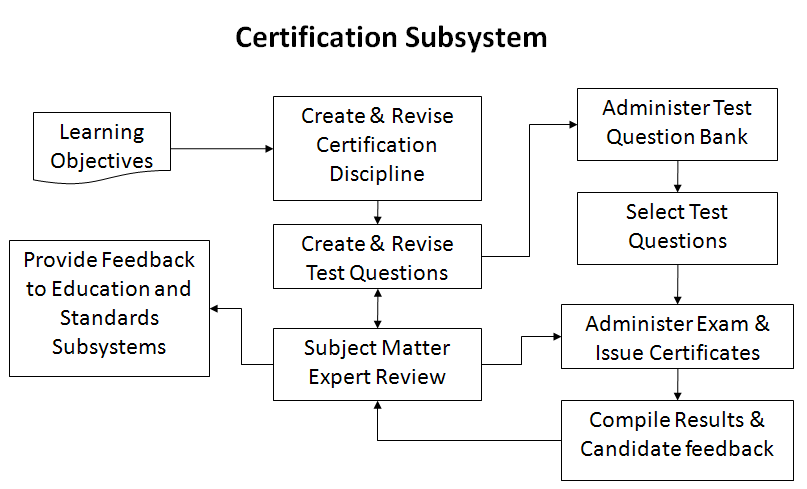 Certification Subsystem
Learning
Objectives
Create & Revise
Certification
Discipline
Administer Test
Question Bank
Select Test
Questions
Create & Revise
Test Questions
Provide Feedback
to Education and
Standards
Subsystems
Subject Matter
Expert Review
Administer Exam &
Issue Certificates
Compile Results &
Candidate feedback